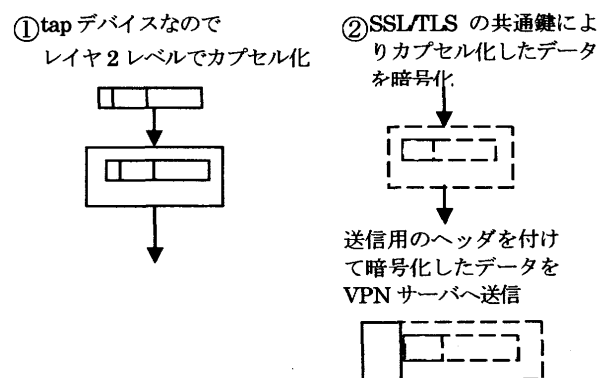 ①tap デバイスなので
レイヤ 2 レベルでカプセル化
②SSL/TLS の共通鍵によ
りカプセル化したデータ
を暗号化
送信用のヘッダを付け
て暗号化したデータを
VPN サーバへ送信